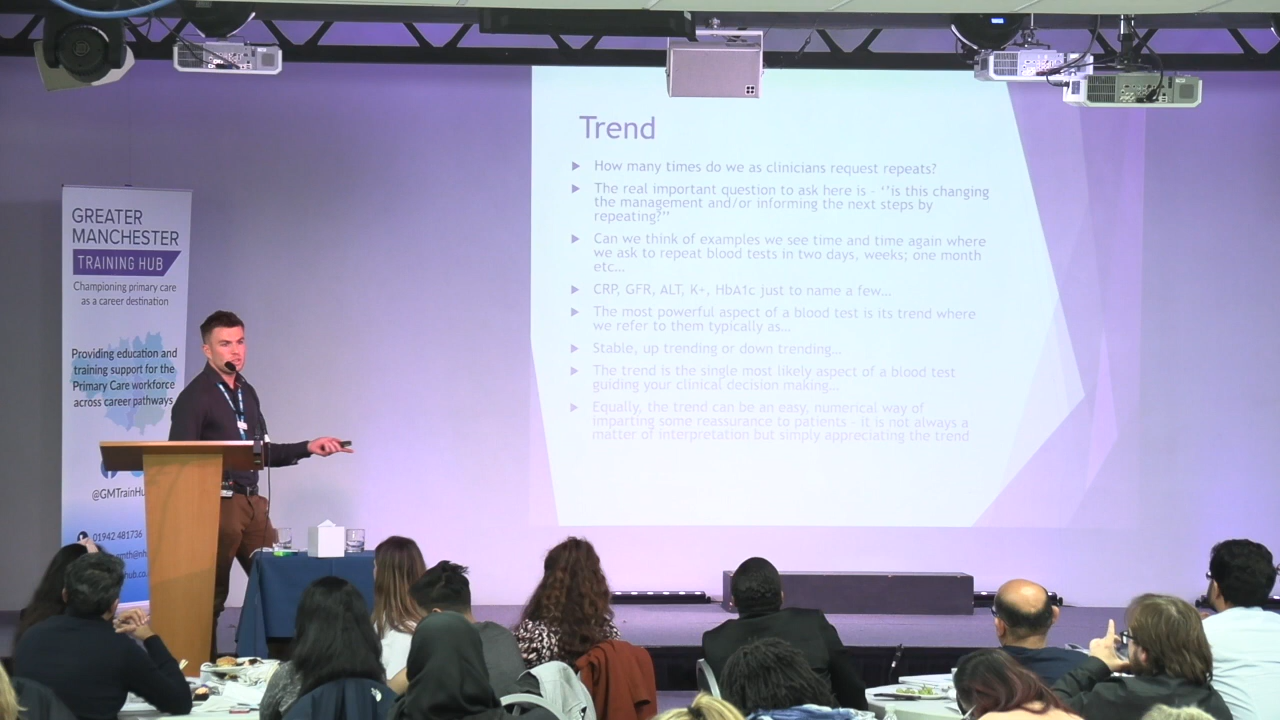 GREATER
MANCHESTER
TRAINING HUB
Championing primary care
as a career destination
Providing education and
training support for the
Primary Care workforce
across career pathways
@GMTrainHu
01942 481736
Trend
How many times do we as clinicians request repeats?
The real important question to ask here is - ‘’is this changing
the management and/or informing the next steps by
repeating?’’
Can we think of examples we see time and time again where
we ask to repeat blood tests in two days, weeks; one month
etc…
CRP, GFR, ALT, K+, HbA1c just to name a few…
The most powerful aspect of a blood test is its trend where
we refer to them typically as…
Stable, up trending or down trending…
The trend is the single most likely aspect of a blood test
guiding your clinical decision making…
Equally, the trend can be an easy, numerical way of
imparting some reassurance to patients - it is not always a
matter of interpretation but simply appreciating the trend